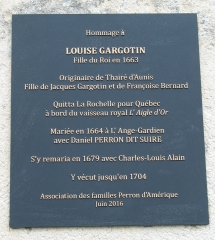 Hommage à
LOUISE GARGOTIN
Fille du Roi en 1663
Originaire de Thairé d'Aunis
Fille de Jacques Gargotin et de Françoise Bernard
Quitta La Rochelle pour Québec
à bord du vaisseau royal L'Aigle d'Or
Mariée en 1664 à L'Ange-Gardien
avec Daniel PERRON DIT SUIRE
S'y remaria en 1679 avec Charles-Louis Alain
Y vécut jusqu'en 1704
Association des familles Perron d'Amérique
Juin 2016